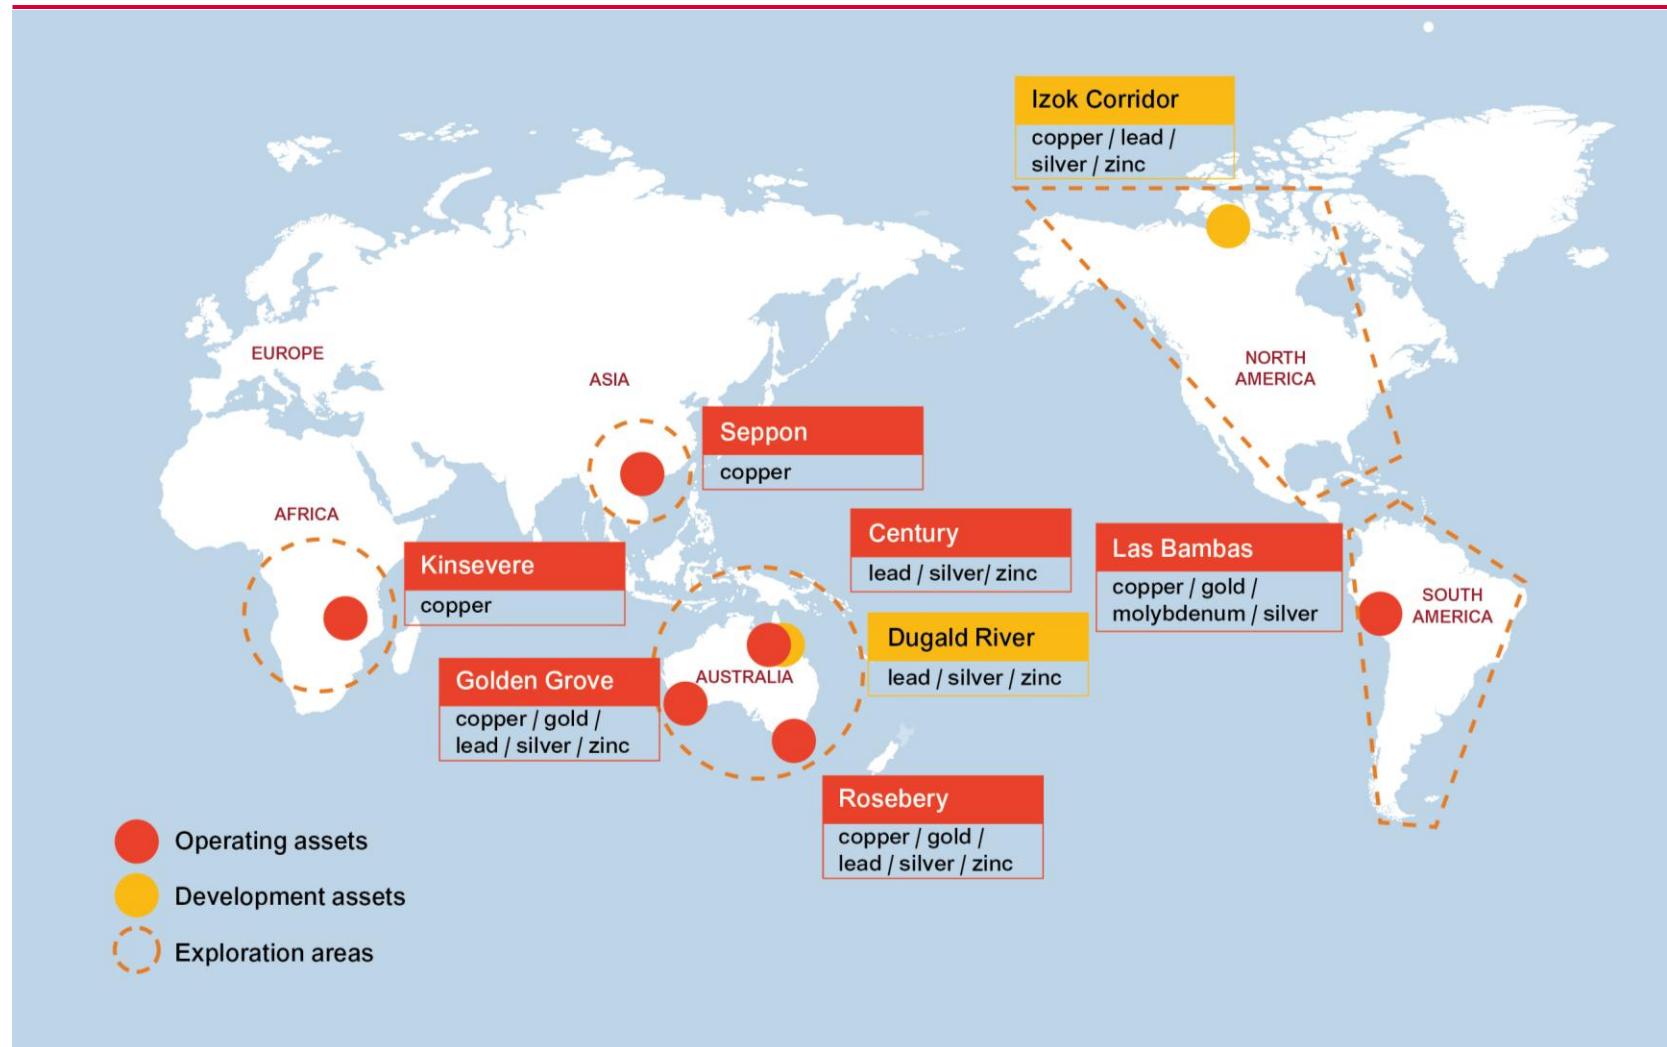 Izok Corridor
copper / lead /
silver / zinc
EUROPE
ASIA
NORTH
AMERICA
Seppon
copper
AFRICA
Kinsevere
copper
Century
lead / silver/ zinc
Las Bambas
copper / gold /
molybdenum / silver
SOUTH
AMERICA
Dugald River
lead / silver / zinc
AUSTRALIA
Golden Grove
copper / gold /
lead / silver / zinc
Rosebery
copper / gold /
lead / silver / zinc
Operating assets
Development assets
Exploration areas